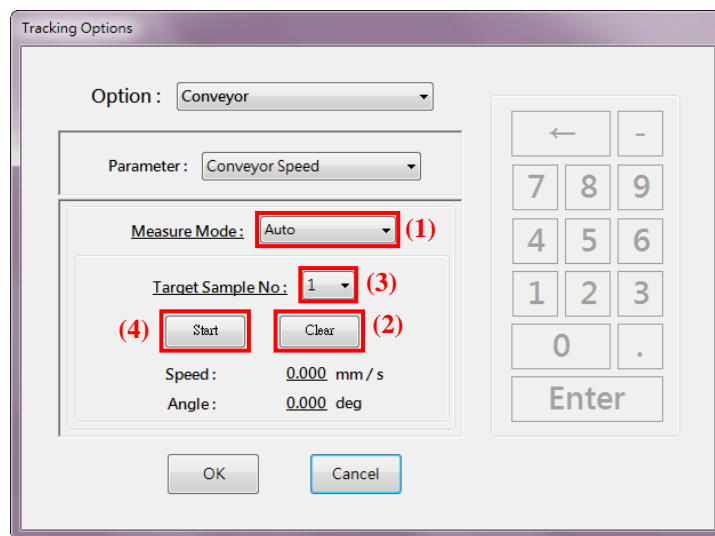 Tracking Options
Option : Conveyor
Parameter : Conveyor Speed
Measure Mode : Auto (1)
Target Sample No : 1 (3)
(4) Start Clear (2)
Speed : 0.000 mm / s
Angle : 0.000 deg
OK Cancel
← -
7 8 9
4 5 6
1 2 3
0 .
Enter